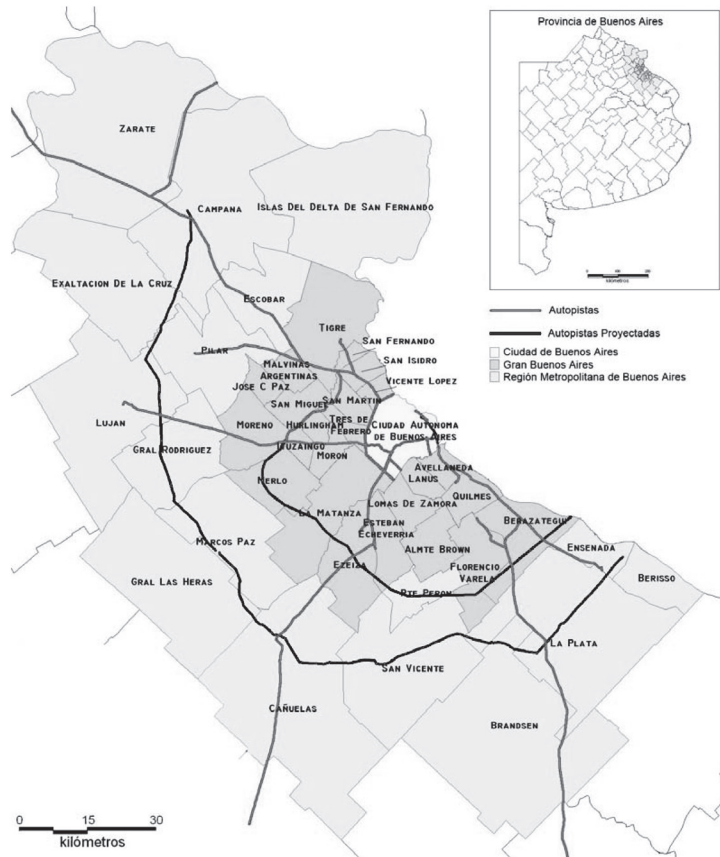 Provincia de Buenos Aires
0 100 200
kilómetros
Autopistas
Autopistas Proyectadas
Ciudad de Buenos Aires
Gran Buenos Aires
Región Metropolitana de Buenos Aires
ZARATE
CAMPANA
ISLAS DEL DELTA DE SAN FERNANDO
EXALTACION DE LA CRUZ
ESCOBAR
TIGRE
SAN FERNANDO
PILAR
SAN ISIDRO
MALVINAS
ARGENTINAS
VICENTE LOPEZ
JOSE C PAZ
SAN MIGUEL
SAN MARTIN
LUJAN
MORENO
HURLINGHAM
TRES DE
FEBRERO
CIUDAD AUTONOMA
DE BUENOS AIRES
GRAL RODRIGUEZ
ITUZAINGO
MORON
AVELLANEDA
LANUS
MERLO
QUILMES
LOMAS DE ZAMORA
LA MATANZA
BERAZATEGUI
ESTEBAN
ECHEVERRIA
MARCOS PAZ
ALMTE BROWN
ENSENADA
EZEIZA
FLORENCIO
VARELA
BERISSO
GRAL LAS HERAS
PTE PERON
LA PLATA
SAN VICENTE
CAÑUELAS
BRANDSEN
0 15 30
kilómetros